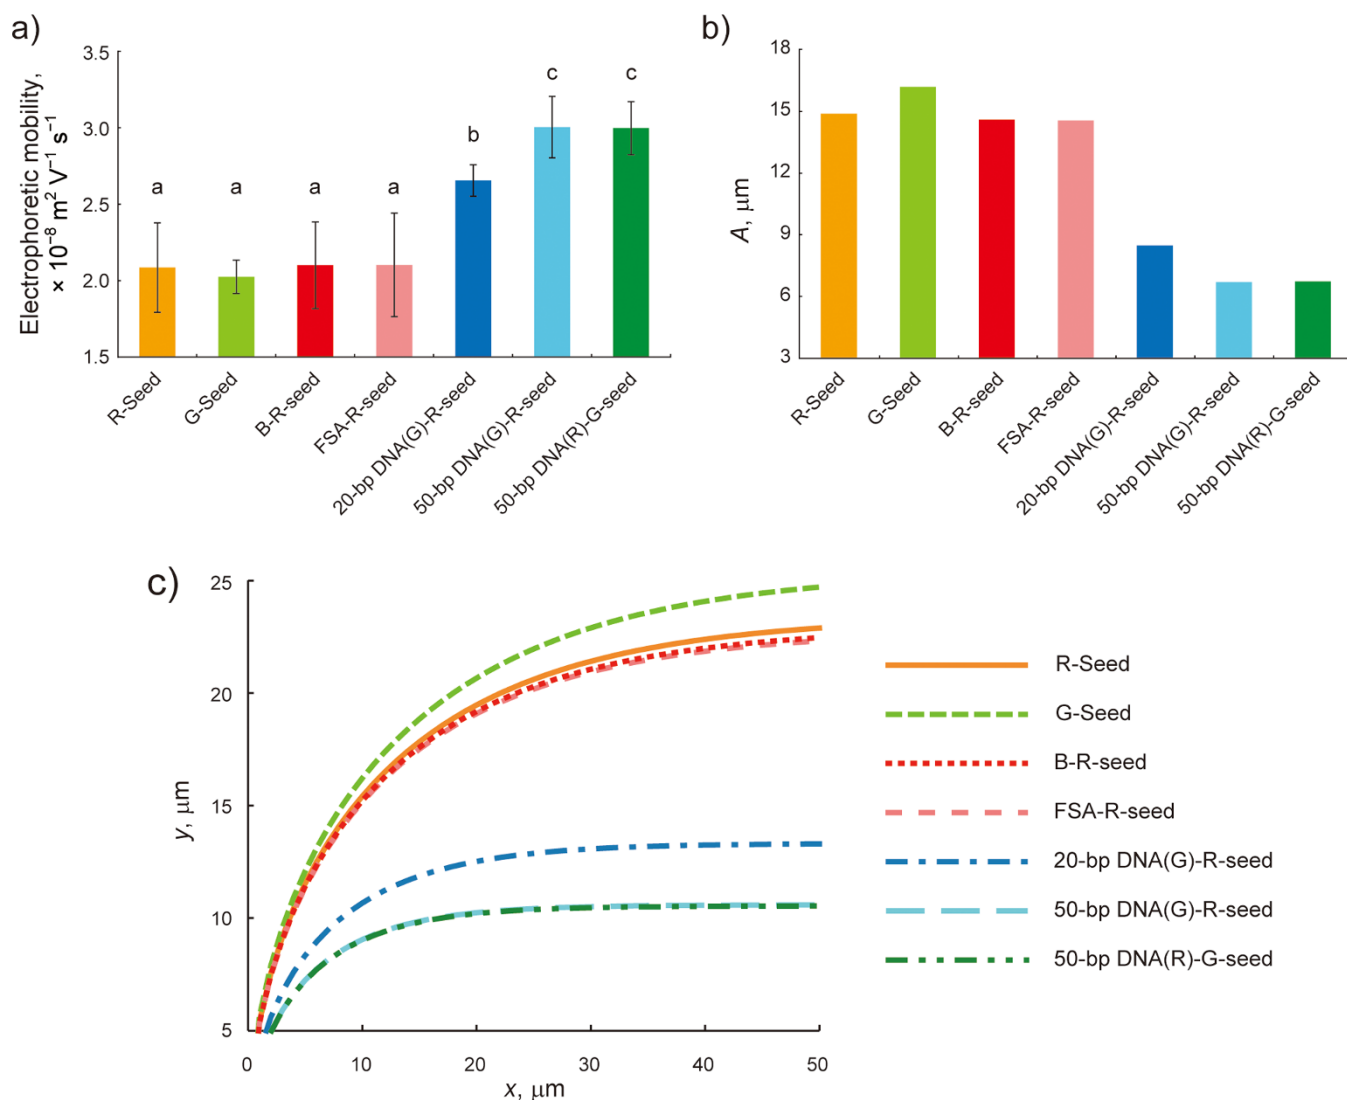 a)
Electrophoretic mobility,
× 10⁻⁸ m² V⁻¹ s⁻¹
3.5
3.0
2.5
2.0
1.5
a
a
a
a
b
c
c
R-Seed
G-Seed
B-R-seed
FSA-R-seed
20-bp DNA(G)-R-seed
50-bp DNA(G)-R-seed
50-bp DNA(R)-G-seed
b)
A, μm
18
15
12
9
6
3
R-Seed
G-Seed
B-R-seed
FSA-R-seed
20-bp DNA(G)-R-seed
50-bp DNA(G)-R-seed
50-bp DNA(R)-G-seed
c)
y, μm
25
20
15
10
5
0
10
20
30
40
50
x, μm
R-Seed
G-Seed
B-R-seed
FSA-R-seed
20-bp DNA(G)-R-seed
50-bp DNA(G)-R-seed
50-bp DNA(R)-G-seed